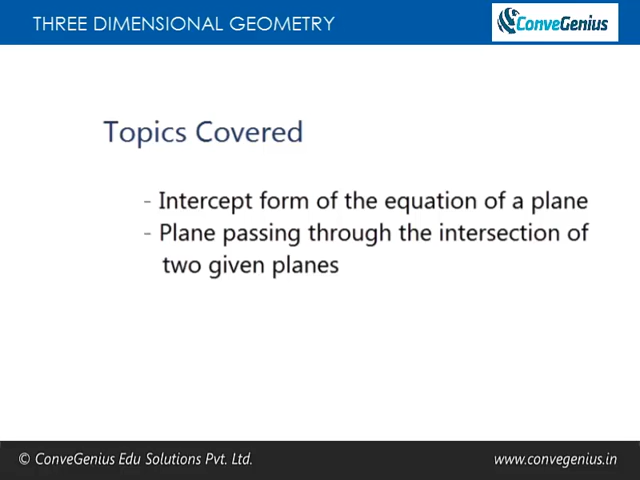 THREE DIMENSIONAL GEOMETRY
ConveGenius
Topics Covered
- Intercept form of the equation of a plane
- Plane passing through the intersection of
two given planes
© ConveGenius Edu Solutions Pvt. Ltd.
www.convegenius.in